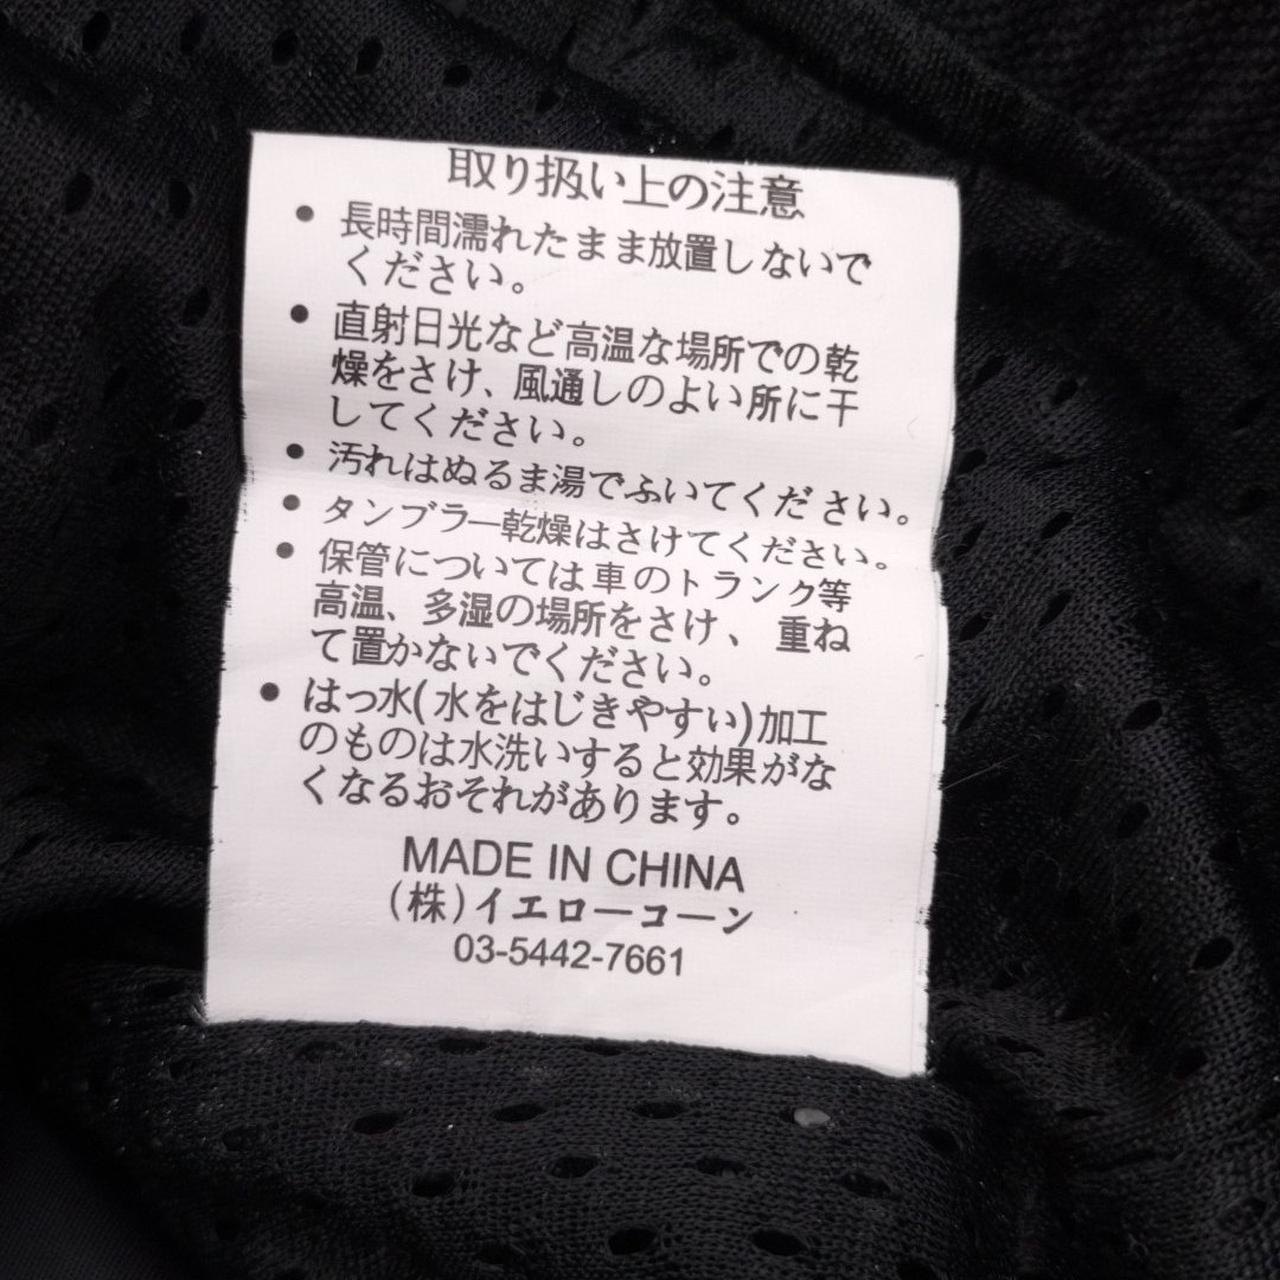 取り扱い上の注意
● 長時間濡れたまま放置しないで
ください。
● 直射日光など高温な場所での乾
燥をさけ、風通しのよい所に干
してください。
● 汚れはぬるま湯でふいてください。
● タンブラー乾燥はさけてください。
● 保管については車のトランク等
高温、多湿の場所をさけ、重ね
て置かないでください。
● はっ水(水をはじきやすい)加工
のものは水洗いすると効果がな
くなるおそれがあります。
MADE IN CHINA
(株)イエローコーン
03-5442-7661